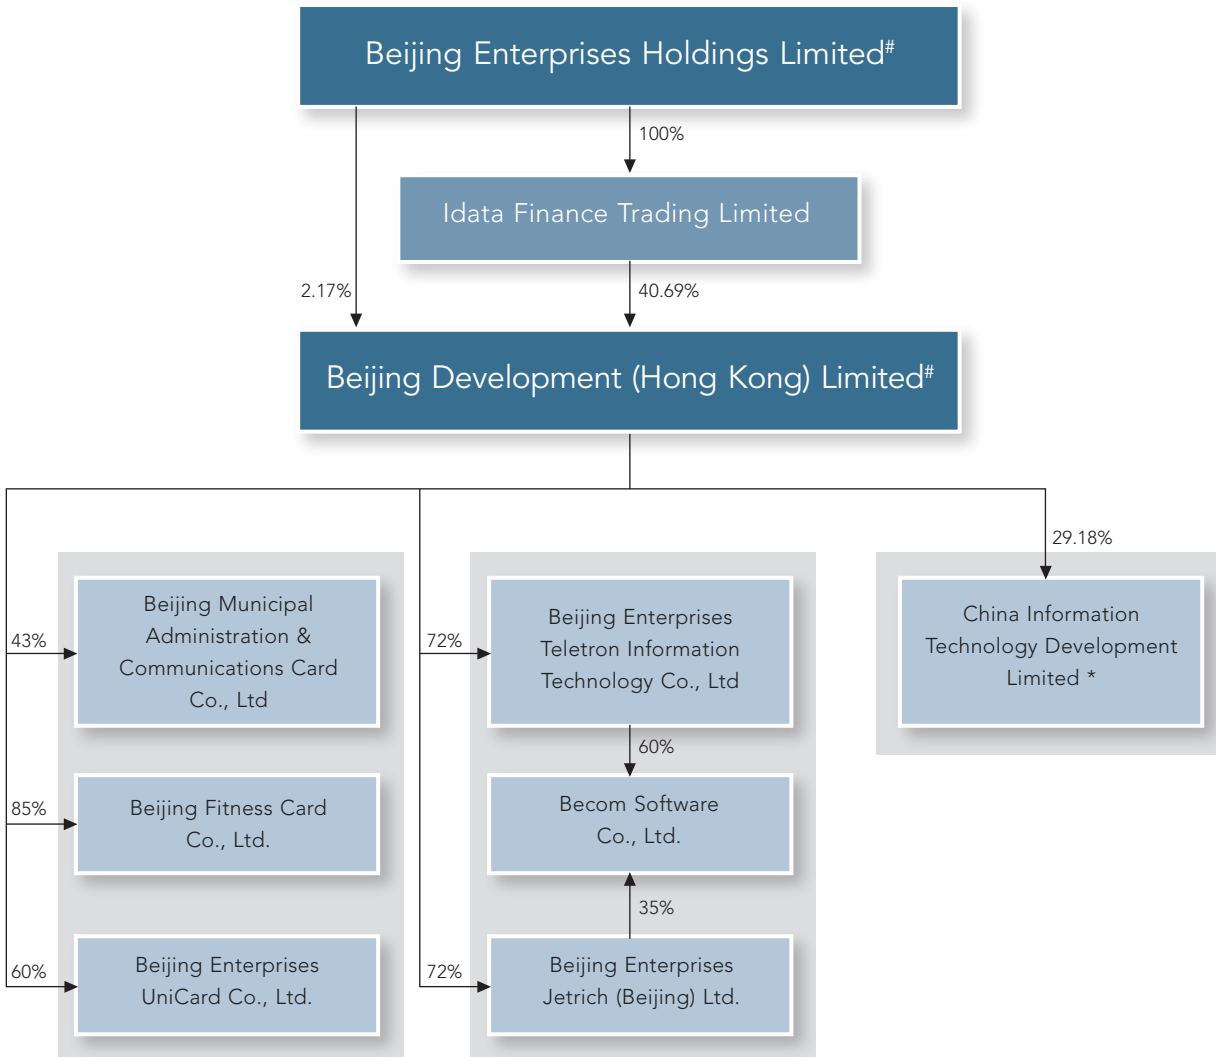 Beijing Enterprises Holdings Limited#
100%
Idata Finance Trading Limited
2.17%
40.69%
Beijing Development (Hong Kong) Limited#
29.18%
43%
Beijing Municipal
Administration &
Communications Card
Co., Ltd
85%
Beijing Fitness Card
Co., Ltd.
60%
Beijing Enterprises
UniCard Co., Ltd.
72%
Beijing Enterprises
Teletron Information
Technology Co., Ltd
60%
Becom Software
Co., Ltd.
35%
72%
Beijing Enterprises
Jetrich (Beijing) Ltd.
China Information
Technology Development
Limited *